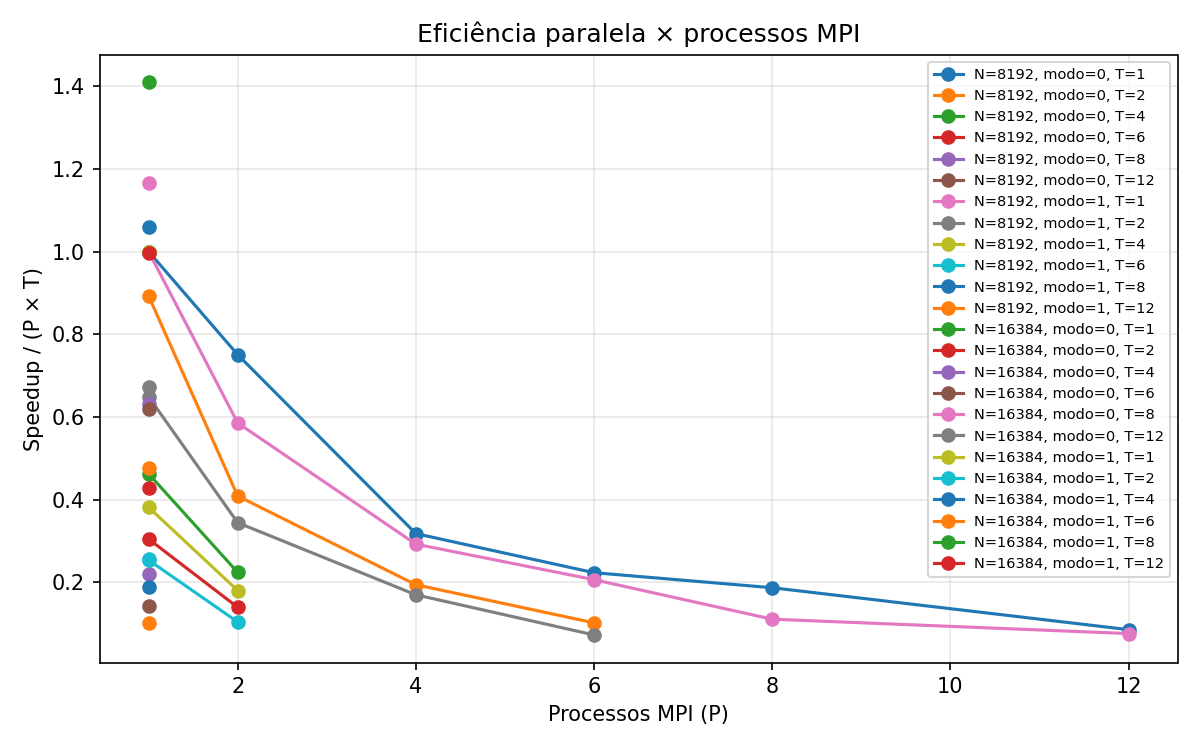 Eficiência paralela × processos MPI
1.4
1.2
1.0
0.8
0.6
0.4
0.2
Speedup / (P × T)
2
4
6
8
10
12
Processos MPI (P)
N=8192, modo=0, T=1
N=8192, modo=0, T=2
N=8192, modo=0, T=4
N=8192, modo=0, T=6
N=8192, modo=0, T=8
N=8192, modo=0, T=12
N=8192, modo=1, T=1
N=8192, modo=1, T=2
N=8192, modo=1, T=4
N=8192, modo=1, T=6
N=8192, modo=1, T=8
N=8192, modo=1, T=12
N=16384, modo=0, T=1
N=16384, modo=0, T=2
N=16384, modo=0, T=4
N=16384, modo=0, T=6
N=16384, modo=0, T=8
N=16384, modo=0, T=12
N=16384, modo=1, T=1
N=16384, modo=1, T=2
N=16384, modo=1, T=4
N=16384, modo=1, T=6
N=16384, modo=1, T=8
N=16384, modo=1, T=12